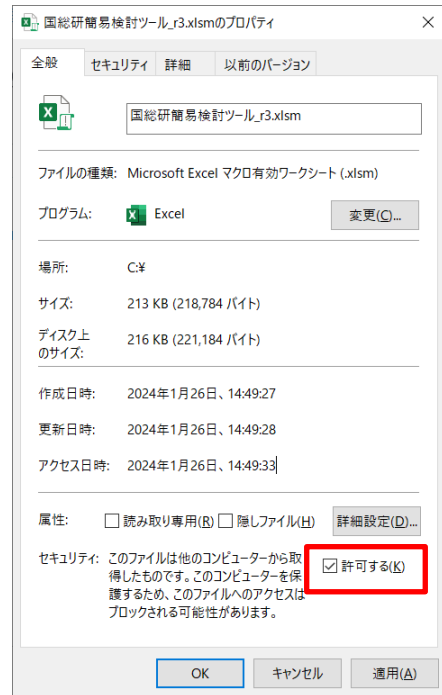 国総研簡易検討ツール_r3.xlsmのプロパティ
全般 セキュリティ 詳細 以前のバージョン
国総研簡易検討ツール_r3.xlsm
ファイルの種類: Microsoft Excel マクロ有効ワークシート (.xlsm)
プログラム: Excel 変更(C)...
場所: C:¥
サイズ: 213 KB (218,784 バイト)
ディスク上
のサイズ: 216 KB (221,184 バイト)
作成日時: 2024年1月26日、14:49:27
更新日時: 2024年1月26日、14:49:28
アクセス日時: 2024年1月26日、14:49:33
属性: 読み取り専用(R) 隠しファイル(H) 詳細設定(D)...
セキュリティ: このファイルは他のコンピューターから取
得したものです。このコンピューターを保
護するため、このファイルへのアクセスは
ブロックされる可能性があります。
許可する(K)
OK キャンセル 適用(A)